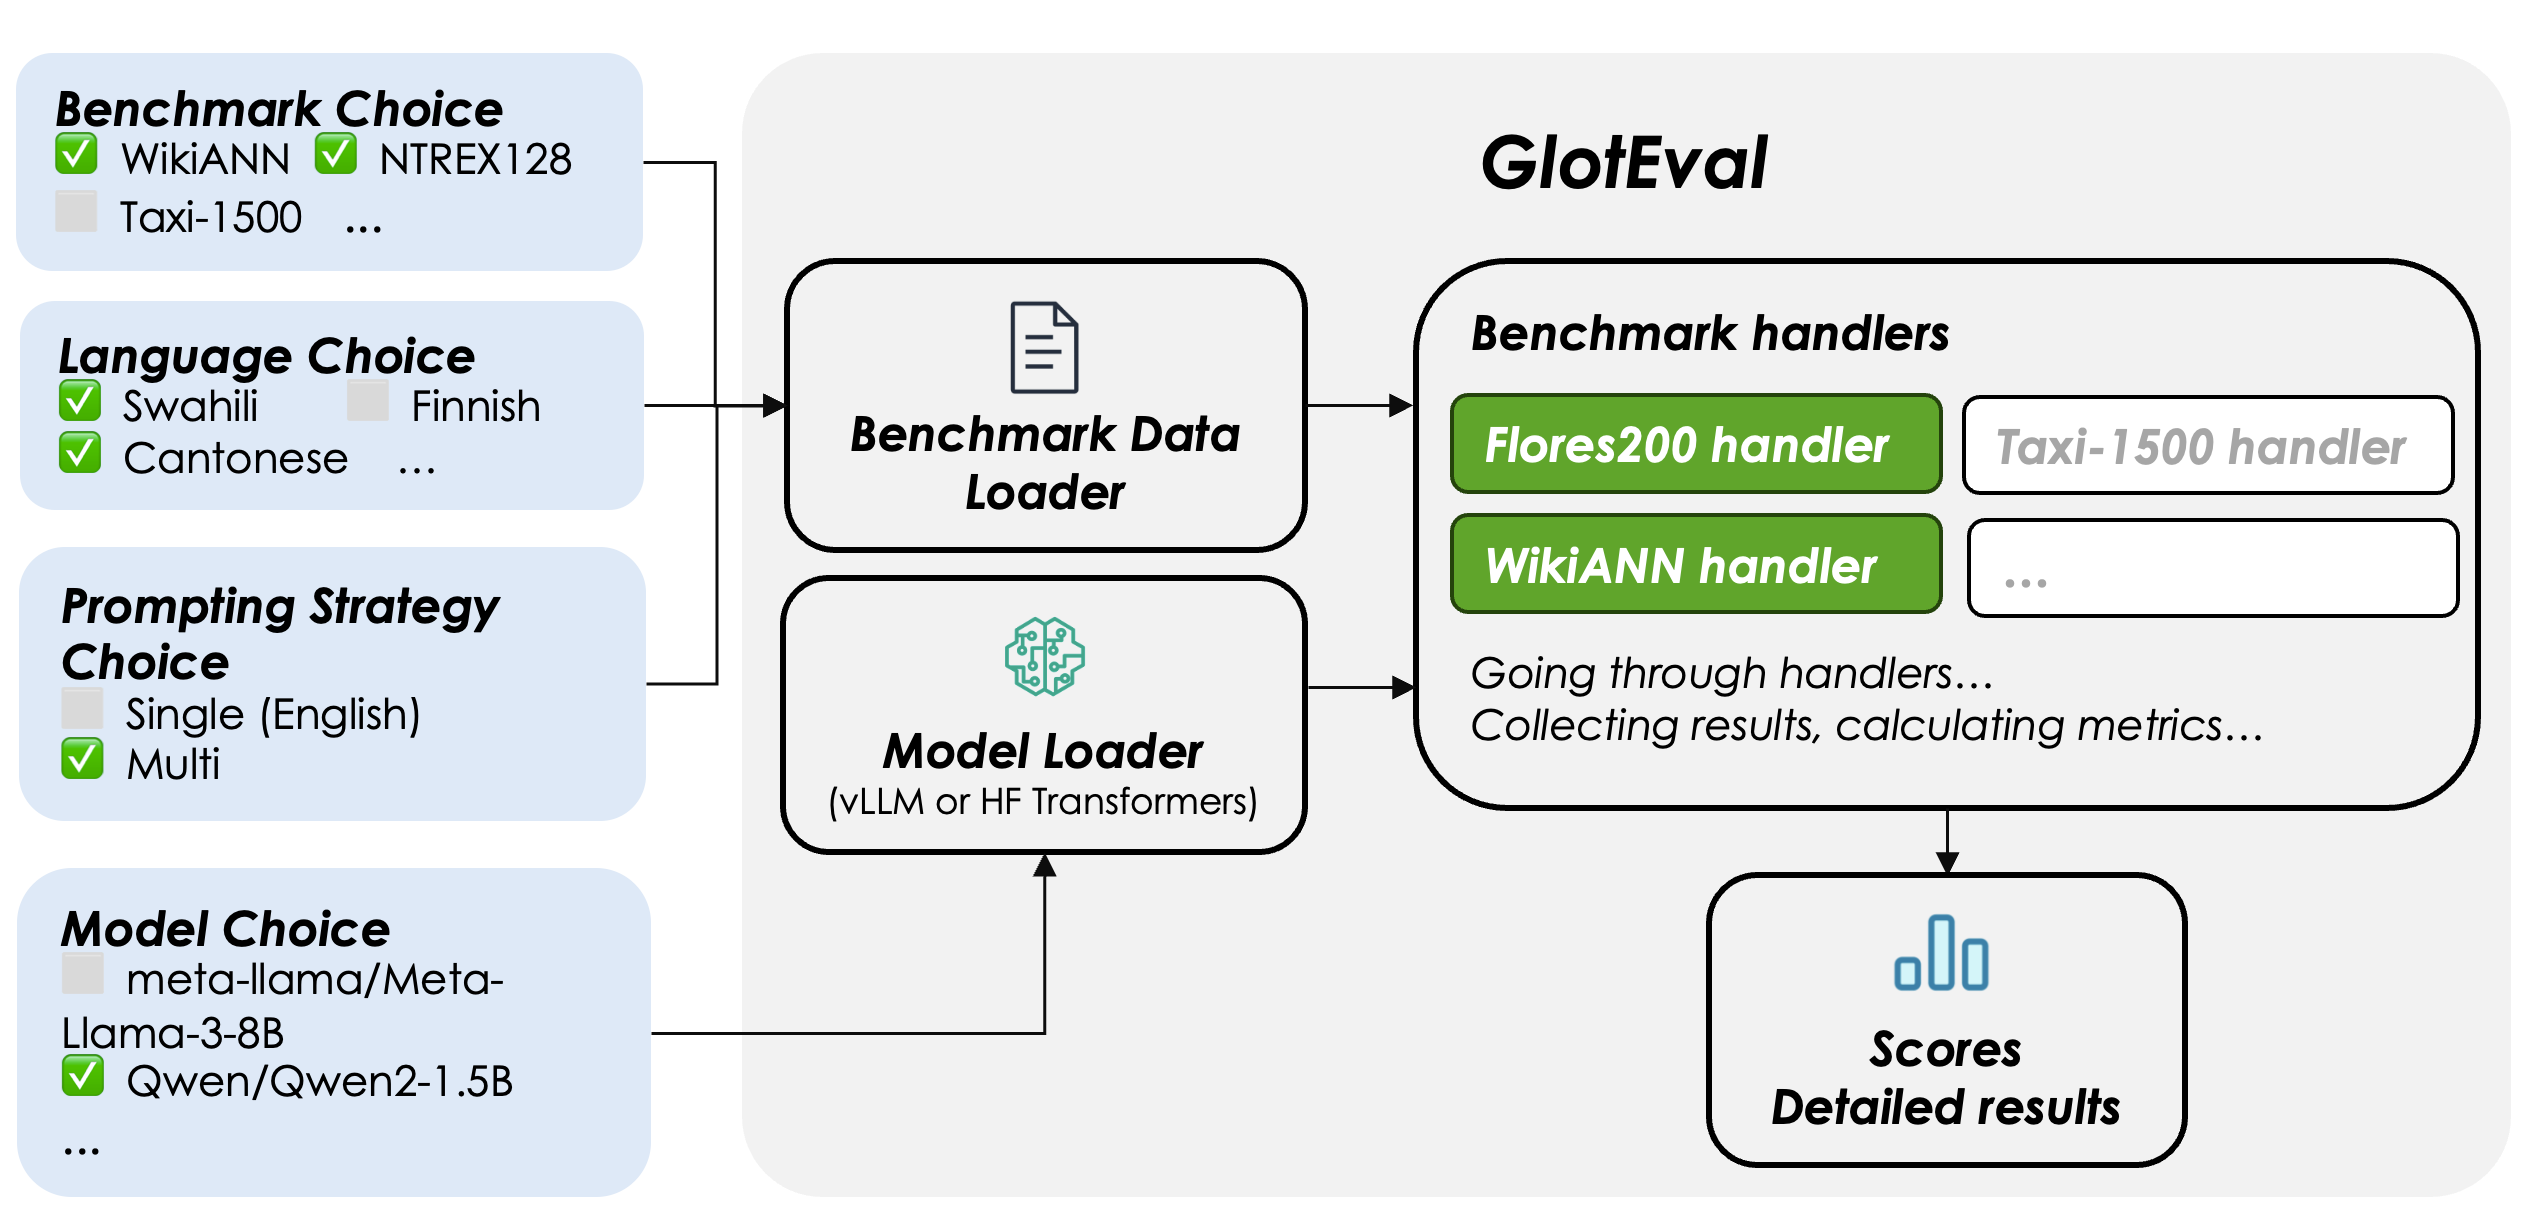 Benchmark Choice
✅ WikiANN ✅ NTREX128
Taxi-1500 ...
Language Choice
✅ Swahili Finnish
✅ Cantonese ...
Prompting Strategy
Choice
Single (English)
✅ Multi
Model Choice
meta-llama/Meta-
Llama-3-8B
✅ Qwen/Qwen2-1.5B
...
GlotEval
Benchmark Data
Loader
Model Loader
(vLLM or HF Transformers)
Benchmark handlers
Flores200 handler
Taxi-1500 handler
WikiANN handler
...
Going through handlers...
Collecting results, calculating metrics...
Scores
Detailed results